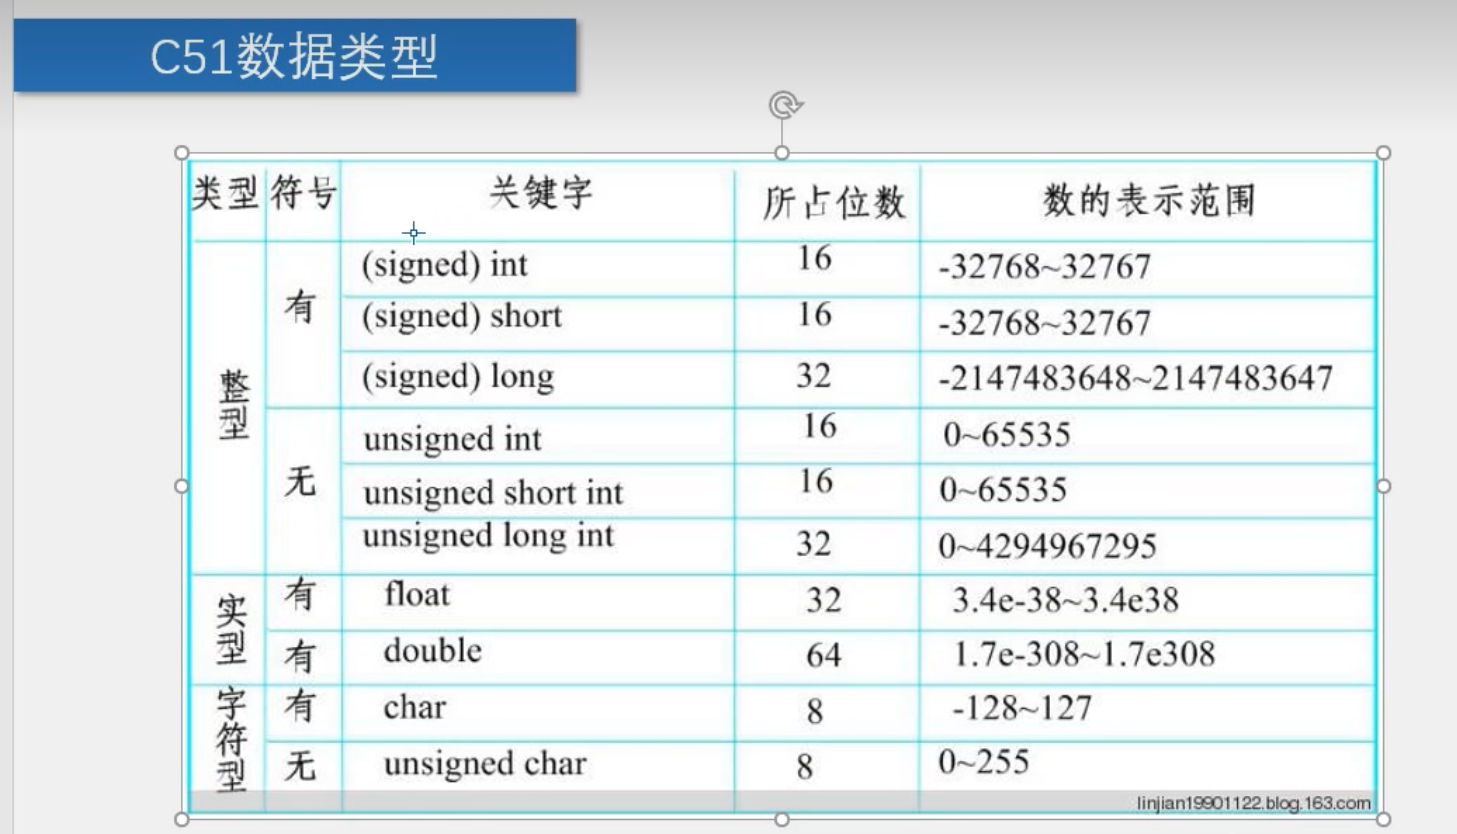 C51数据类型
类型 符号 关键字 所占位数 数的表示范围
整型 有 (signed) int 16 -32768~32767
(signed) short 16 -32768~32767
(signed) long 32 -2147483648~2147483647
无 unsigned int 16 0~65535
unsigned short int 16 0~65535
unsigned long int 32 0~4294967295
实型 有 float 32 3.4e-38~3.4e38
有 double 64 1.7e-308~1.7e308
字符型 有 char 8 -128~127
无 unsigned char 8 0~255
linjian19901122.blog.163.com